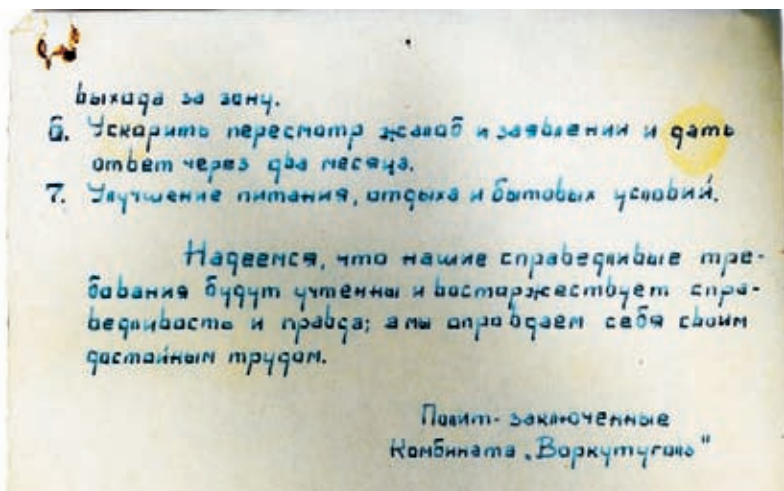 выхода за зону.
6. Ускорить пересмотр жалоб и заявлении и дать
ответ через два месяца.
7. Улучшение питания, отдыха и бытовых условий.
Надеемся, что наши справедливые тре-
бования будут учтенны и восторжествует спра-
ведливость и правда; а мы оправдаем себя своим
достойным трудом.
Полит-заключенные
Комбината „Воркутуголь"